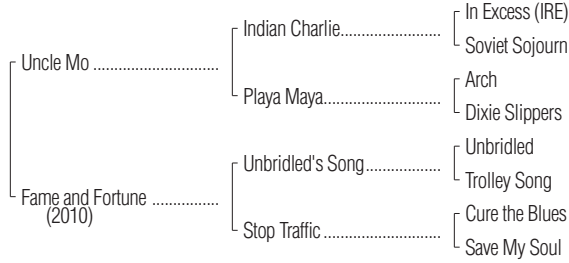 In Excess (IRE)
Indian Charlie
Soviet Sojourn
Uncle Mo
Arch
Playa Maya
Dixie Slippers
Unbridled
Unbridled's Song
Trolley Song
Fame and Fortune
(2010)
Cure the Blues
Stop Traffic
Save My Soul